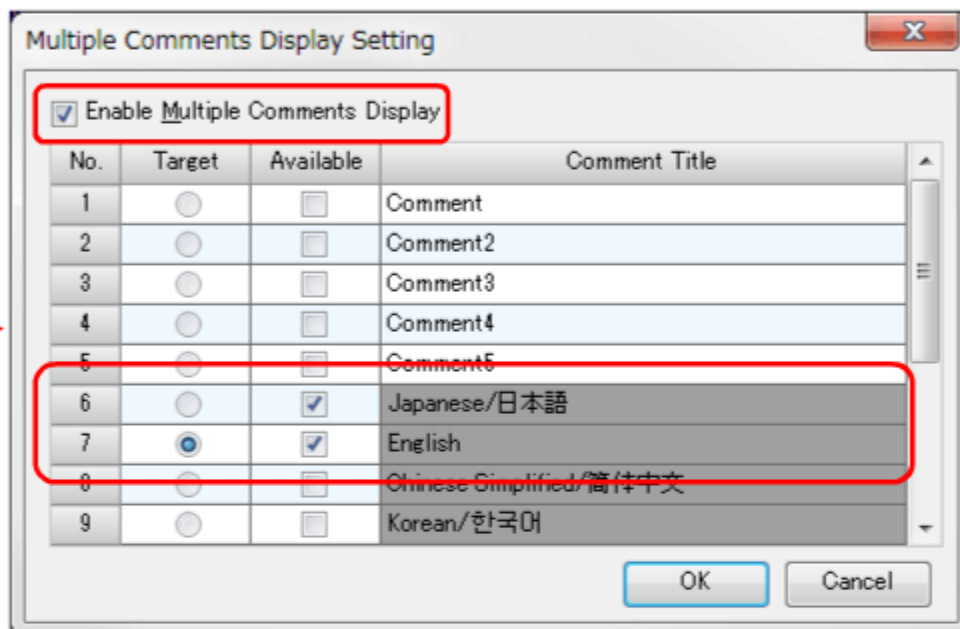 Multiple Comments Display Setting
Enable Multiple Comments Display
No. Target Available Comment Title
1 Comment
2 Comment2
3 Comment3
4 Comment4
5 Comment5
6 Japanese/日本語
7 English
8 Chinese Simplified/简体中文
9 Korean/한국어
OK Cancel